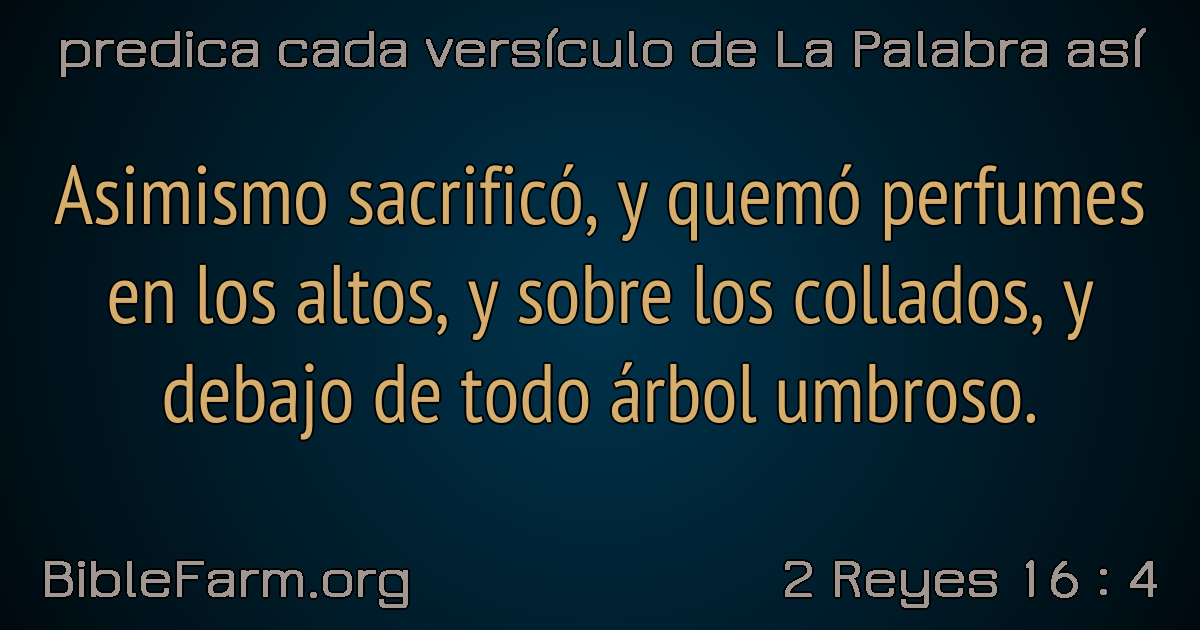 predica cada versículo de La Palabra así
Asimismo sacrificó, y quemó perfumes
en los altos, y sobre los collados, y
debajo de todo árbol umbroso.
BibleFarm.org
2 Reyes 16 : 4